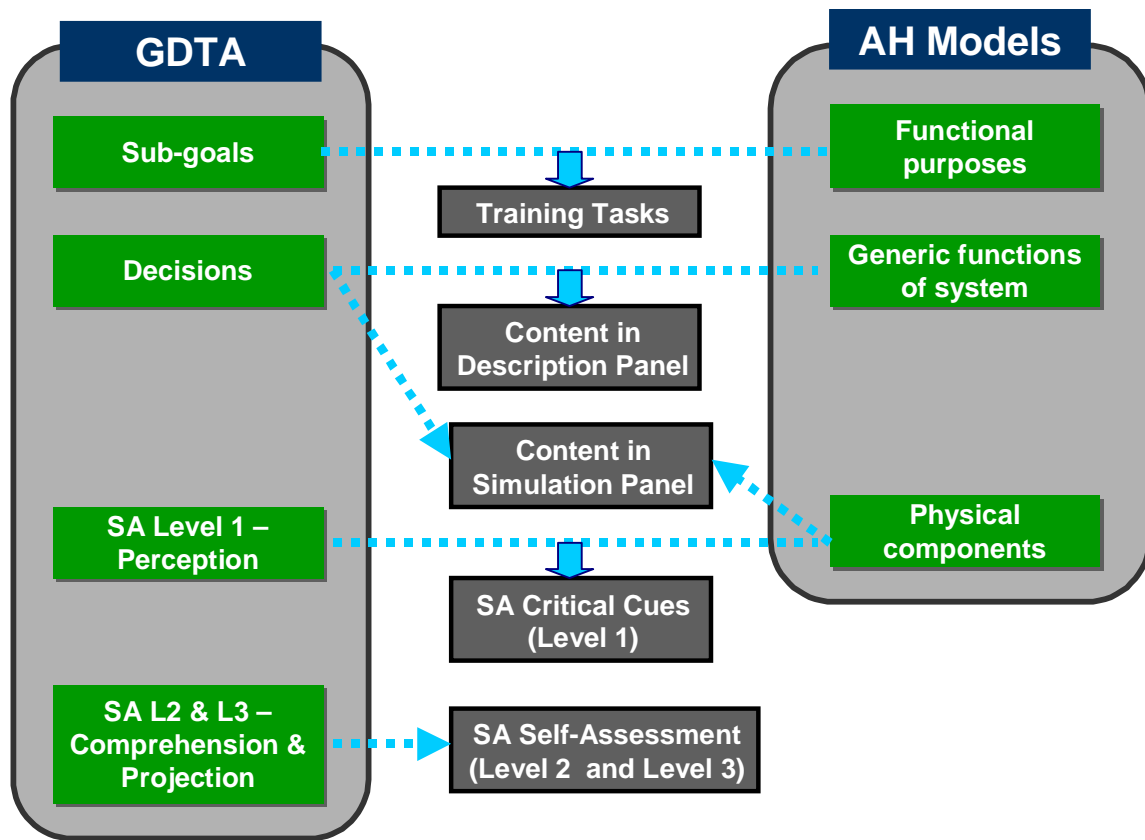 GDTA
Sub-goals
Decisions
SA Level 1 –
Perception
SA L2 & L3 –
Comprehension &
Projection
Training Tasks
Content in
Description Panel
Content in
Simulation Panel
SA Critical Cues
(Level 1)
SA Self-Assessment
(Level 2 and Level 3)
AH Models
Functional
purposes
Generic functions
of system
Physical
components